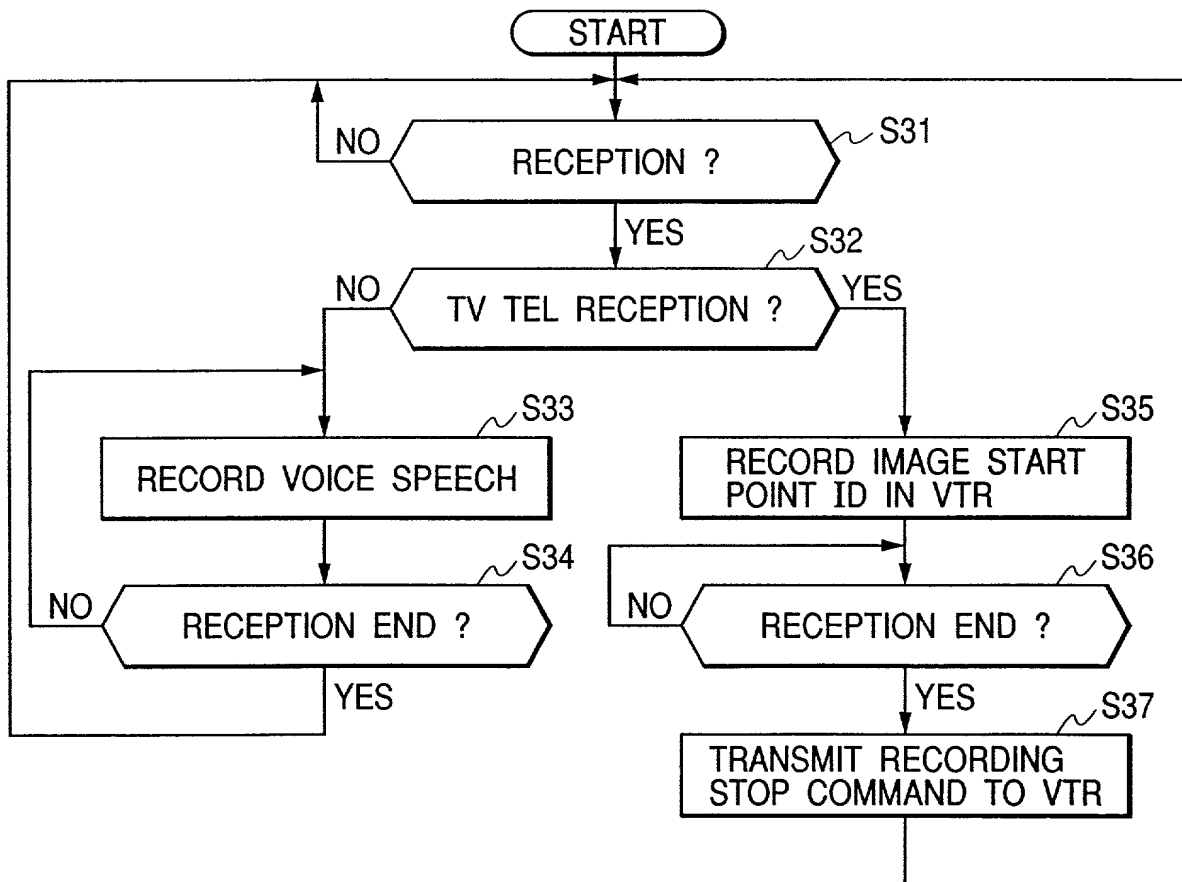 START
NO
RECEPTION ?
S31
YES
S32
NO
TV TEL RECEPTION ?
YES
S33
RECORD VOICE SPEECH
S34
NO
RECEPTION END ?
YES
S35
RECORD IMAGE START
POINT ID IN VTR
S36
NO
RECEPTION END ?
YES
S37
TRANSMIT RECORDING
STOP COMMAND TO VTR